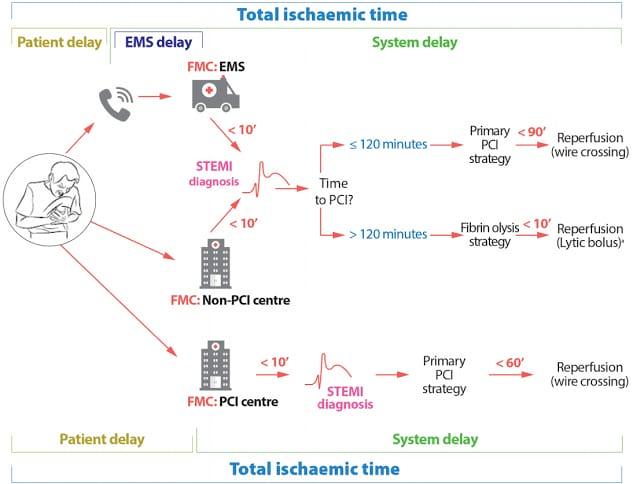 Total ischaemic time
Patient delay
EMS delay
System delay
FMC: EMS
< 10’
STEMI
diagnosis
< 10’
FMC: Non-PCI centre
Time
to PCI?
≤ 120 minutes
Primary
PCI
strategy
< 90’
Reperfusion
(wire crossing)
> 120 minutes
Fibrin olysis
strategy
< 10’
Reperfusion
(Lytic bolus)ᵃ
FMC: PCI centre
< 10’
STEMI
diagnosis
Primary
PCI
strategy
< 60’
Reperfusion
(wire crossing)
Patient delay
System delay
Total ischaemic time